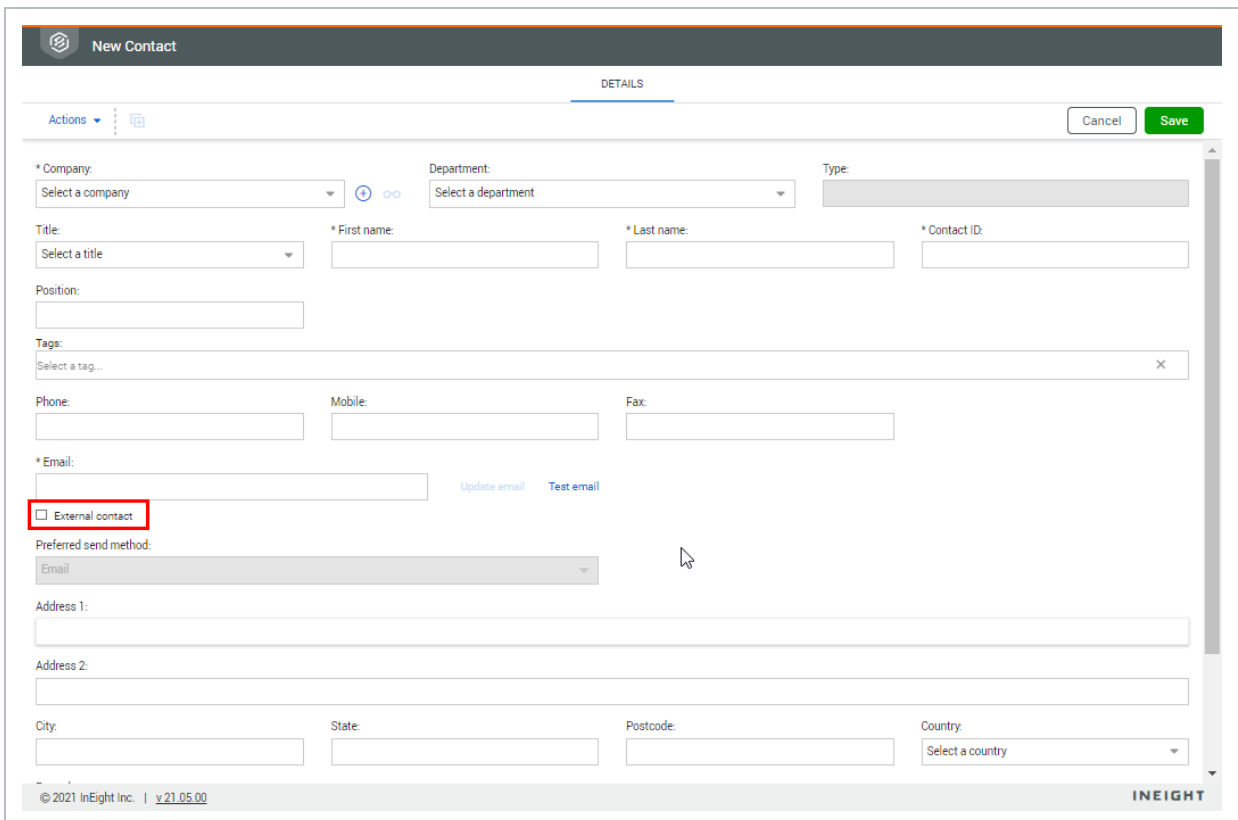 New Contact
DETAILS
Actions
Cancel Save
* Company: Department: Type:
Select a company Select a department
Title: * First name: * Last name: * Contact ID:
Select a title
Position:
Tags:
Select a tag...
Phone: Mobile: Fax:
* Email:
Update email Test email
External contact
Preferred send method:
Email
Address 1:
Address 2:
City: State: Postcode: Country:
Select a country
© 2021 InEight Inc. | v 21.05.00 INEIGHT